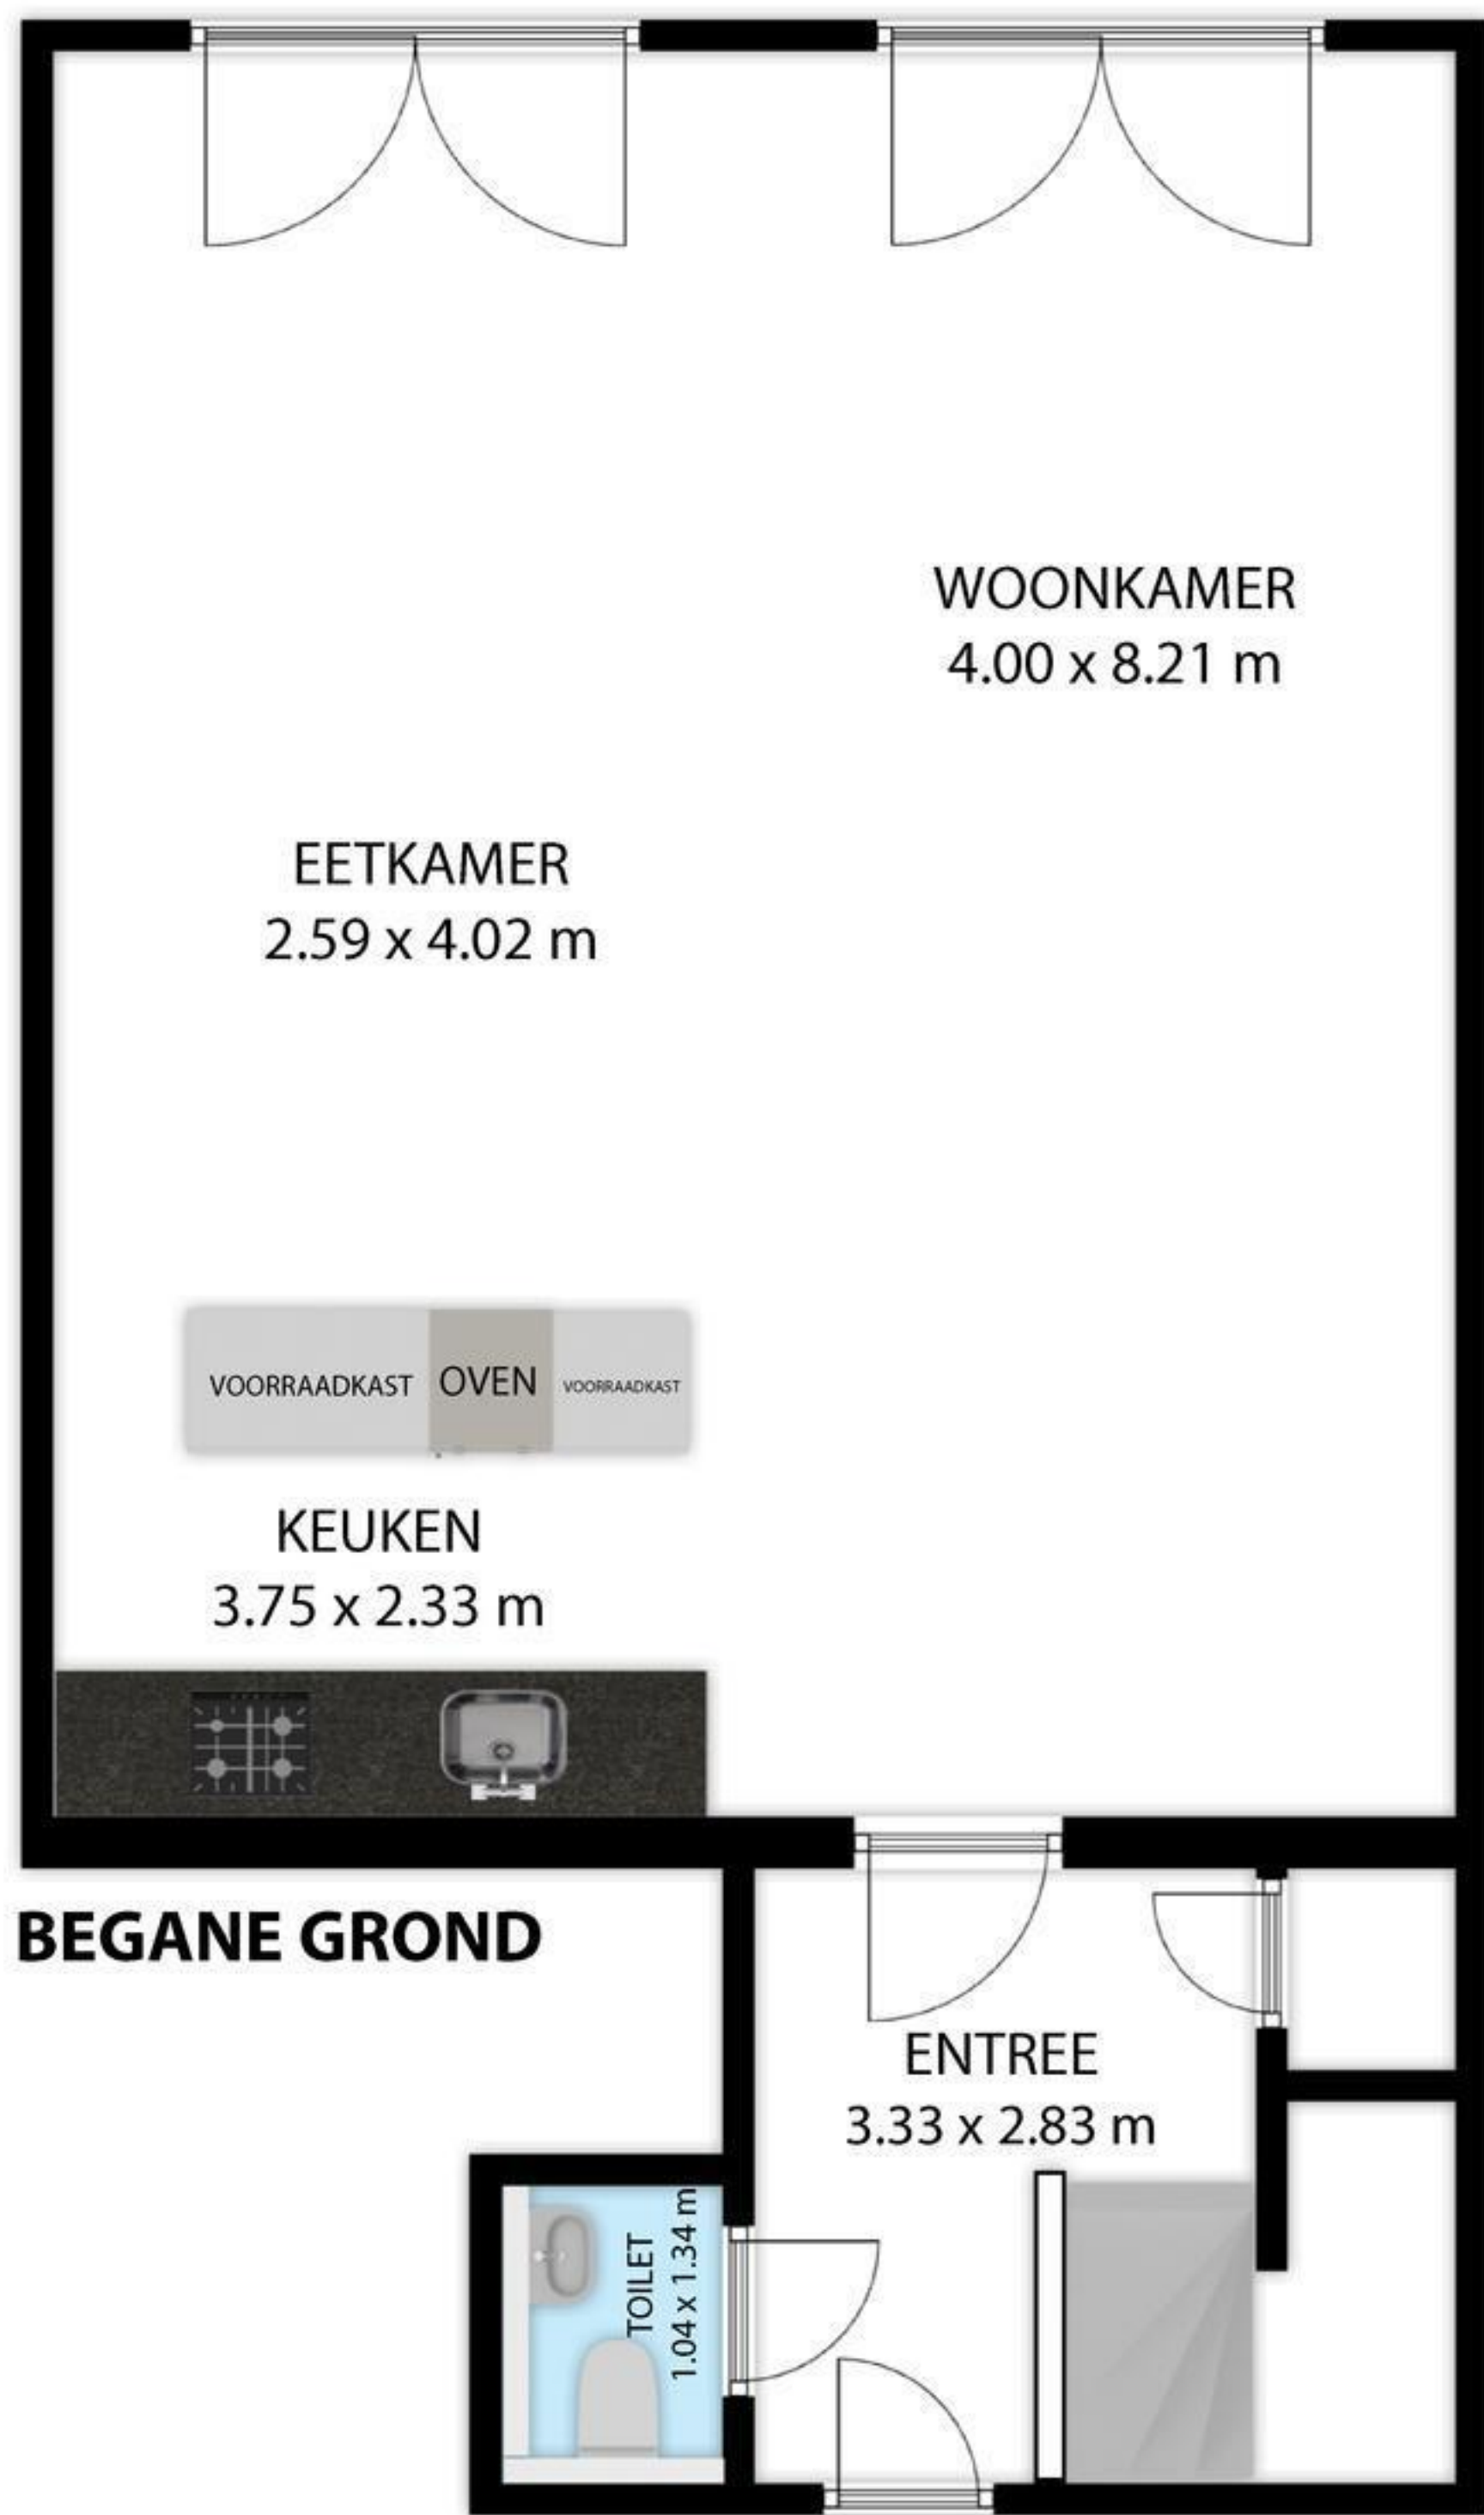 WOONKAMER
4.00 x 8.21 m
EETKAMER
2.59 x 4.02 m
VOORRAADKAST OVEN VOORRAADKAST
KEUKEN
3.75 x 2.33 m
BEGANE GROND
ENTREE
3.33 x 2.83 m
TOILET
1.04 x 1.34 m